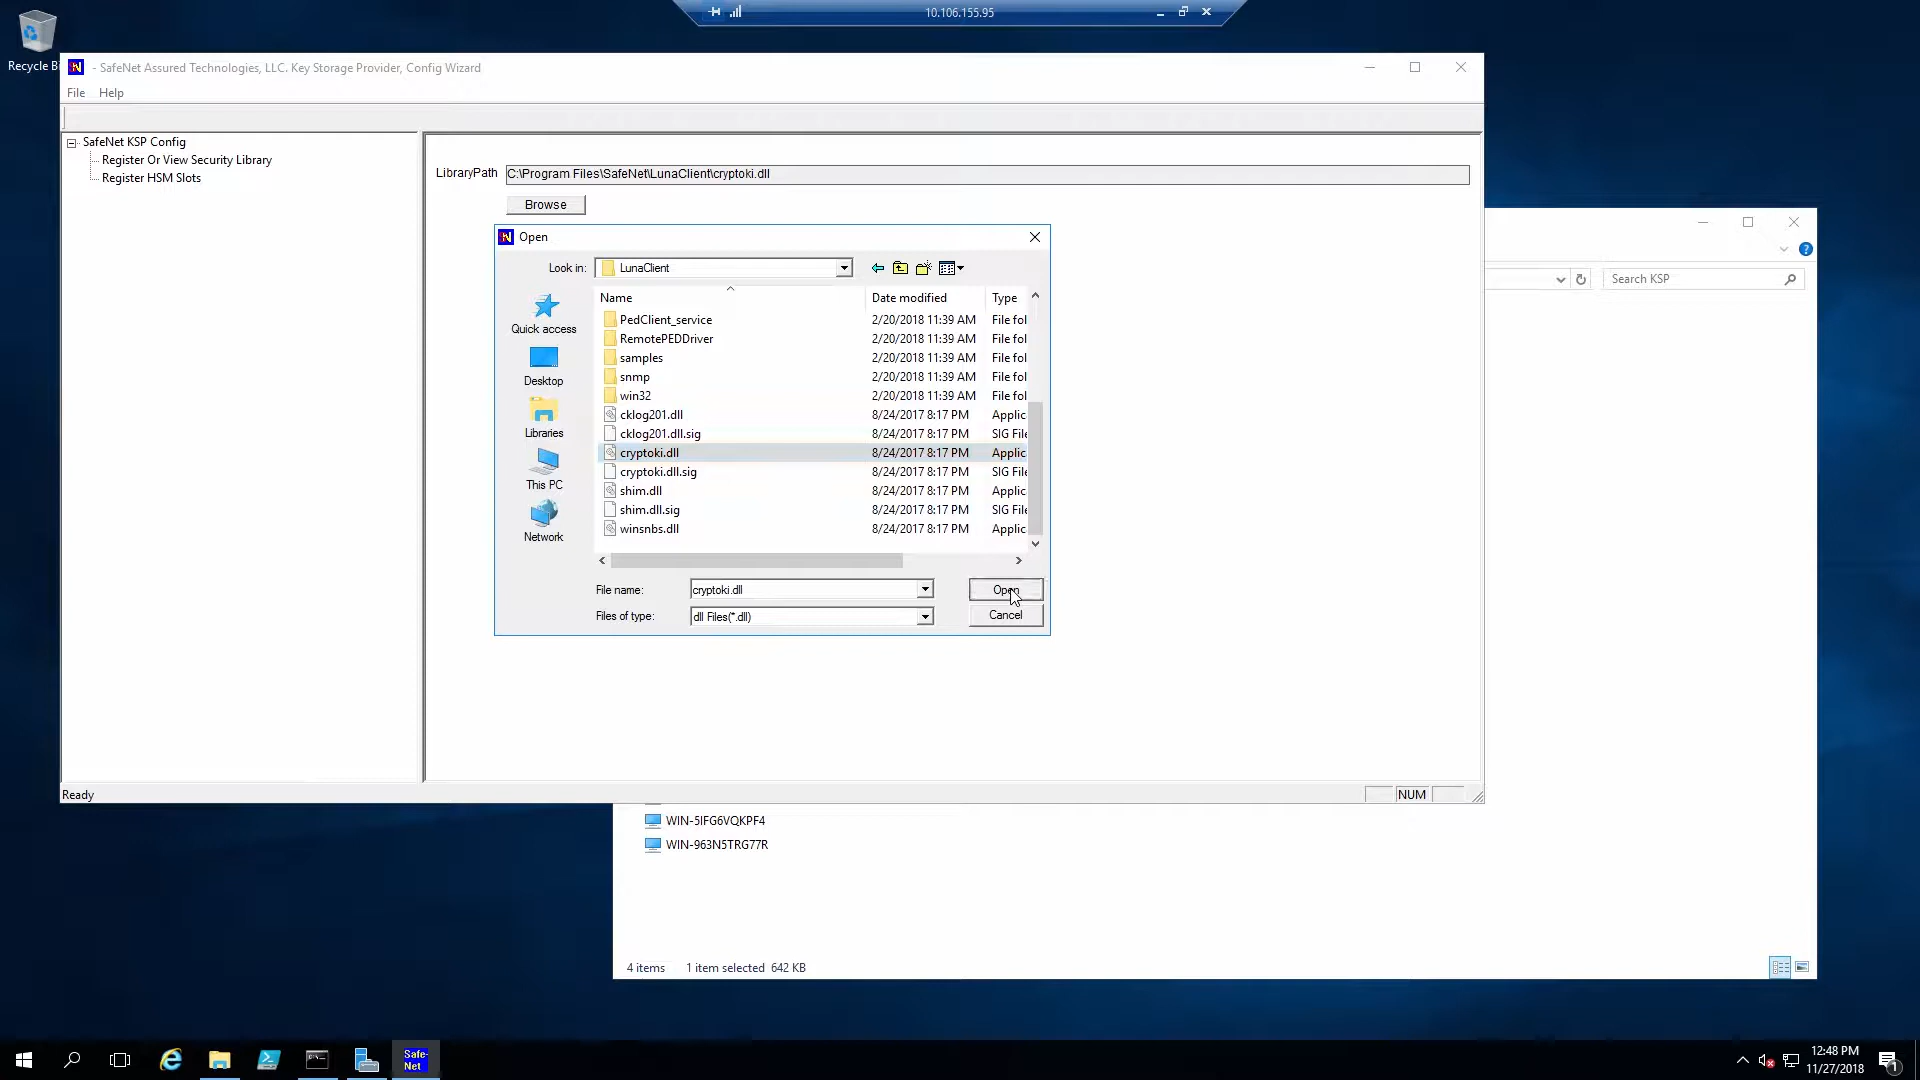 10.106.155.95
Recycle Bi
- SafeNet Assured Technologies, LLC. Key Storage Provider, Config Wizard
File Help
SafeNet KSP Config
Register Or View Security Library
Register HSM Slots
LibraryPath C:\Program Files\SafeNet\LunaClient\cryptoki.dll
Browse
Open
Look in: LunaClient
Name Date modified Type
PedClient_service 2/20/2018 11:39 AM File fol
RemotePEDDriver 2/20/2018 11:39 AM File fol
samples 2/20/2018 11:39 AM File fol
snmp 2/20/2018 11:39 AM File fol
win32 2/20/2018 11:39 AM File fol
cklog201.dll 8/24/2017 8:17 PM Applic
cklog201.dll.sig 8/24/2017 8:17 PM SIG File
cryptoki.dll 8/24/2017 8:17 PM Applic
cryptoki.dll.sig 8/24/2017 8:17 PM SIG File
shim.dll 8/24/2017 8:17 PM Applic
shim.dll.sig 8/24/2017 8:17 PM SIG File
winsnbs.dll 8/24/2017 8:17 PM Applic
Quick access
Desktop
Libraries
This PC
Network
File name: cryptoki.dll Open
Files of type: dll Files(*.dll) Cancel
Search KSP
Ready NUM
WIN-5IFG6VQKPF4
WIN-963N5TRG77R
4 items 1 item selected 642 KB
Safe-
Net
12:48 PM
11/27/2018
1